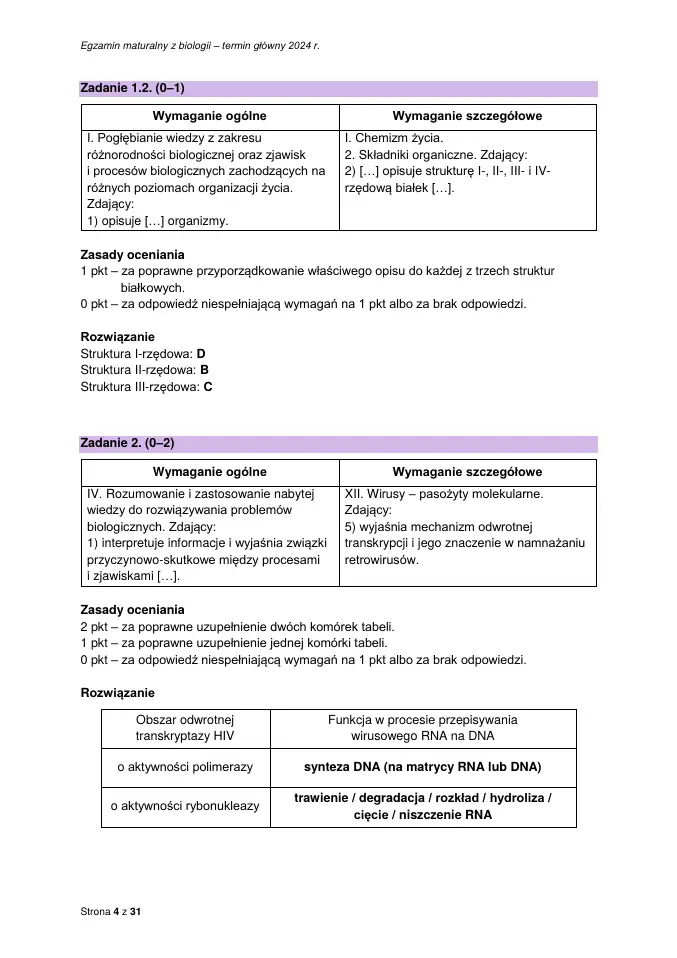 Egzamin maturalny z biologii – termin główny 2024 r.
Zadanie 1.2. (0–1)
Wymaganie ogólne
Wymaganie szczegółowe
I. Pogłębianie wiedzy z zakresu
różnorodności biologicznej oraz zjawisk
i procesów biologicznych zachodzących na
różnych poziomach organizacji życia.
Zdający:
1) opisuje […] organizmy.
I. Chemizm życia.
2. Składniki organiczne. Zdający:
2) […] opisuje strukturę I-, II-, III- i IV-
rzędową białek […].
Zasady oceniania
1 pkt – za poprawne przyporządkowanie właściwego opisu do każdej z trzech struktur
białkowych.
0 pkt – za odpowiedź niespełniającą wymagań na 1 pkt albo za brak odpowiedzi.
Rozwiązanie
Struktura I-rzędowa: D
Struktura II-rzędowa: B
Struktura III-rzędowa: C
Zadanie 2. (0–2)
Wymaganie ogólne
Wymaganie szczegółowe
IV. Rozumowanie i zastosowanie nabytej
wiedzy do rozwiązywania problemów
biologicznych. Zdający:
1) interpretuje informacje i wyjaśnia związki
przyczynowo-skutkowe między procesami
i zjawiskami […].
XII. Wirusy – pasożyty molekularne.
Zdający:
5) wyjaśnia mechanizm odwrotnej
transkrypcji i jego znaczenie w namnażaniu
retrowirusów.
Zasady oceniania
2 pkt – za poprawne uzupełnienie dwóch komórek tabeli.
1 pkt – za poprawne uzupełnienie jednej komórki tabeli.
0 pkt – za odpowiedź niespełniającą wymagań na 1 pkt albo za brak odpowiedzi.
Rozwiązanie
Obszar odwrotnej
transkryptazy HIV
Funkcja w procesie przepisywania
wirusowego RNA na DNA
o aktywności polimerazy
synteza DNA (na matrycy RNA lub DNA)
o aktywności rybonukleazy
trawienie / degradacja / rozkład / hydroliza /
cięcie / niszczenie RNA
Strona 4 z 31